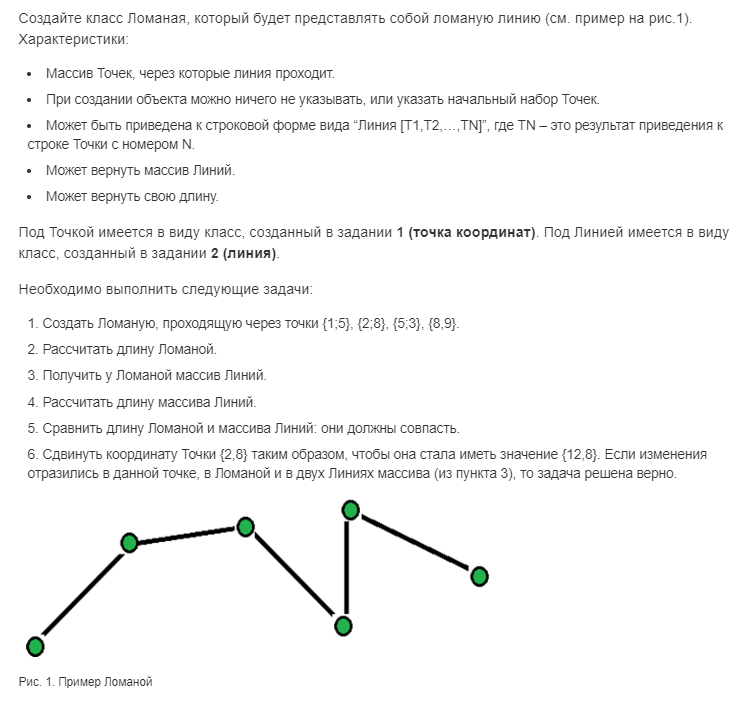 Создайте класс Ломаная, который будет представлять собой ломаную линию (см. пример на рис.1).
Характеристики:
• Массив Точек, через которые линия проходит.
• При создании объекта можно ничего не указывать, или указать начальный набор Точек.
• Может быть приведена к строковой форме вида “Линия [T1,T2,…,TN]”, где TN – это результат приведения к
строке Точки с номером N.
• Может вернуть массив Линий.
• Может вернуть свою длину.
Под Точкой имеется в виду класс, созданный в задании 1 (точка координат). Под Линией имеется в виду
класс, созданный в задании 2 (линия).
Необходимо выполнить следующие задачи:
1. Создать Ломаную, проходящую через точки {1;5}, {2;8}, {5;3}, {8,9}.
2. Рассчитать длину Ломаной.
3. Получить у Ломаной массив Линий.
4. Рассчитать длину массива Линий.
5. Сравнить длину Ломаной и массива Линий: они должны совпасть.
6. Сдвинуть координату Точки {2,8} таким образом, чтобы она стала иметь значение {12,8}. Если изменения
отразились в данной точке, в Ломаной и в двух Линиях массива (из пункта 3), то задача решена верно.
Рис. 1. Пример Ломаной